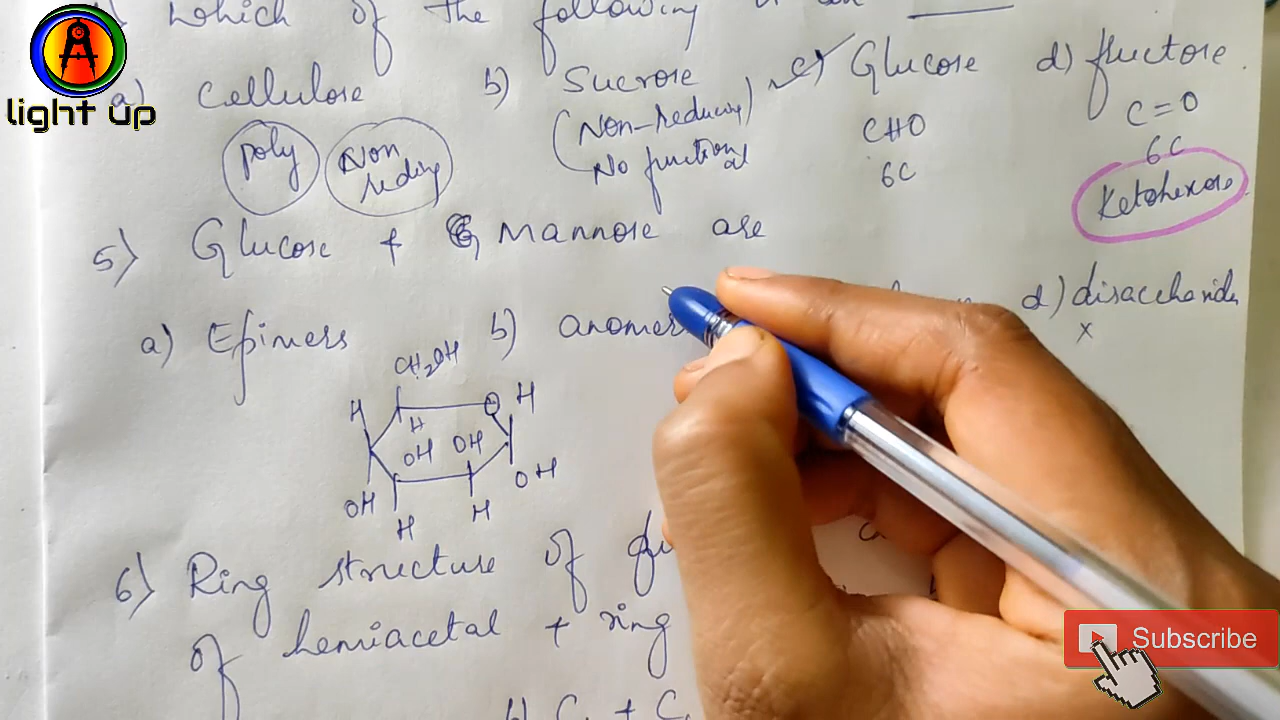 which of the following
a) cellulose b) Sucrose c) Glucose d) fructose.
poly Non reducing (Non-reducing) No functional CHO 6C C=O 6C
Ketohexose
5) Glucose + Mannose are
a) Epimers b) anomers d) disaccharides
x
CH2OH
H O H
H
OH OH
OH OH
H H
6) Ring structure of
of hemiacetal + ring
b) C + C
light up
Subscribe